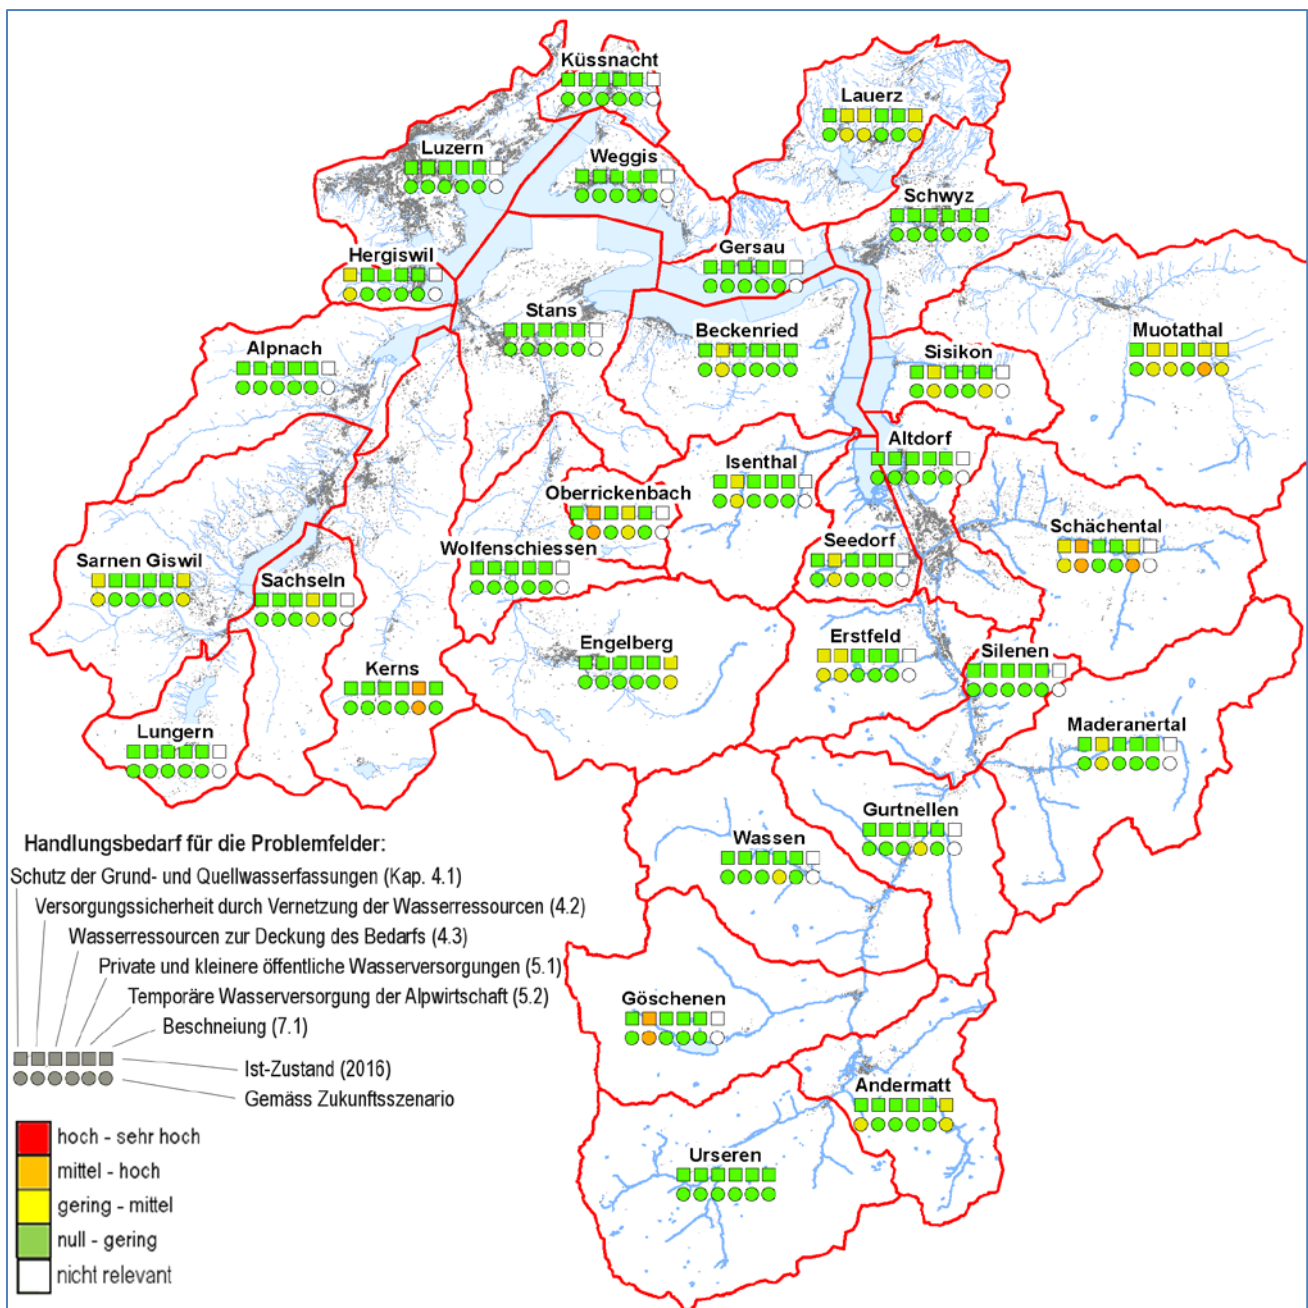 Küssnacht
Lauerz
Luzern
Weggis
Schwyz
Hergiswil
Gersau
Stans
Beckenried
Muotathal
Alpnach
Sisikon
Altdorf
Isenthal
Oberrickenbach
Schächental
Seedorf
Wolfenschiessen
Sarnen Giswil
Sachseln
Engelberg
Erstfeld
Silenen
Kerns
Maderanertal
Lungern
Gurtnellen
Wassen
Göschenen
Andermatt
Urseren
Handlungsbedarf für die Problemfelder:
Schutz der Grund- und Quellwasserfassungen (Kap. 4.1)
Versorgungssicherheit durch Vernetzung der Wasserressourcen (4.2)
Wasserressourcen zur Deckung des Bedarfs (4.3)
Private und kleinere öffentliche Wasserversorgungen (5.1)
Temporäre Wasserversorgung der Alpwirtschaft (5.2)
Beschneiung (7.1)
Ist-Zustand (2016)
Gemäss Zukunftsszenario
hoch - sehr hoch
mittel - hoch
gering - mittel
null - gering
nicht relevant